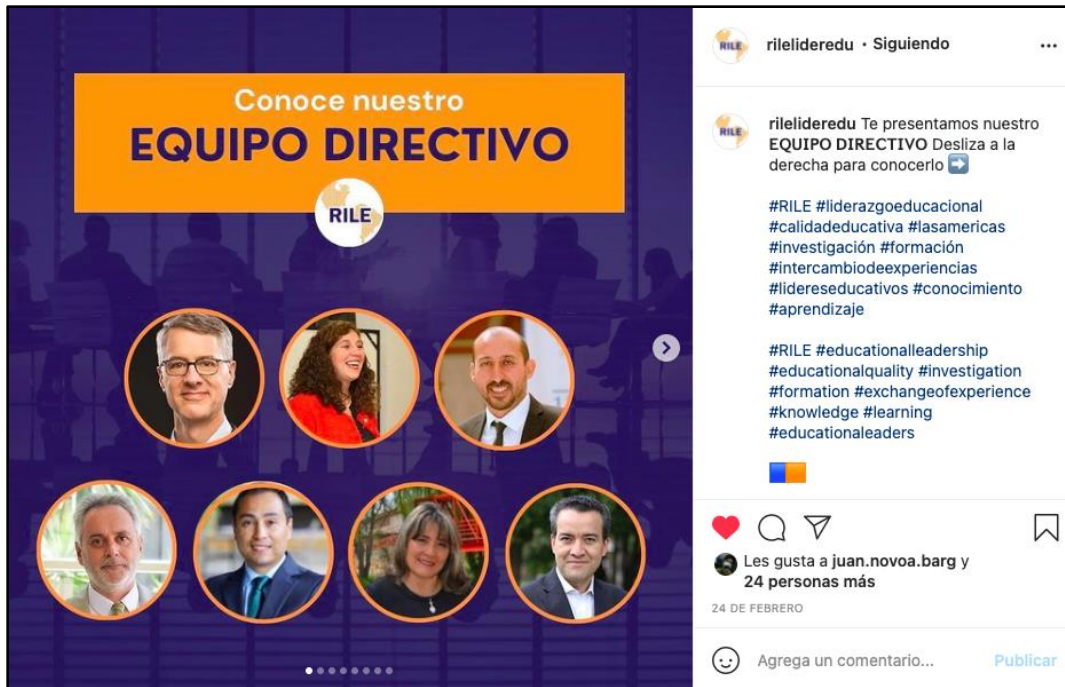 Conoce nuestro
EQUIPO DIRECTIVO
RILE
RILE
rilelideredu • Siguiendo
RILE
rilelideredu Te presentamos nuestro
EQUIPO DIRECTIVO Desliza a la
derecha para conocerlo ➡️
#RILE #liderazgoeducacional
#calidadeducativa #lasamericas
#investigación #formación
#intercambiodeexperiencias
#lidereseducativos #conocimiento
#aprendizaje
#RILE #educationalleadership
#educationalquality #investigation
#formation #exchangeofexperience
#knowledge #learning
#educationaleaders
Les gusta a juan.novoa.barg y
24 personas más
24 DE FEBRERO
Agrega un comentario... Publicar